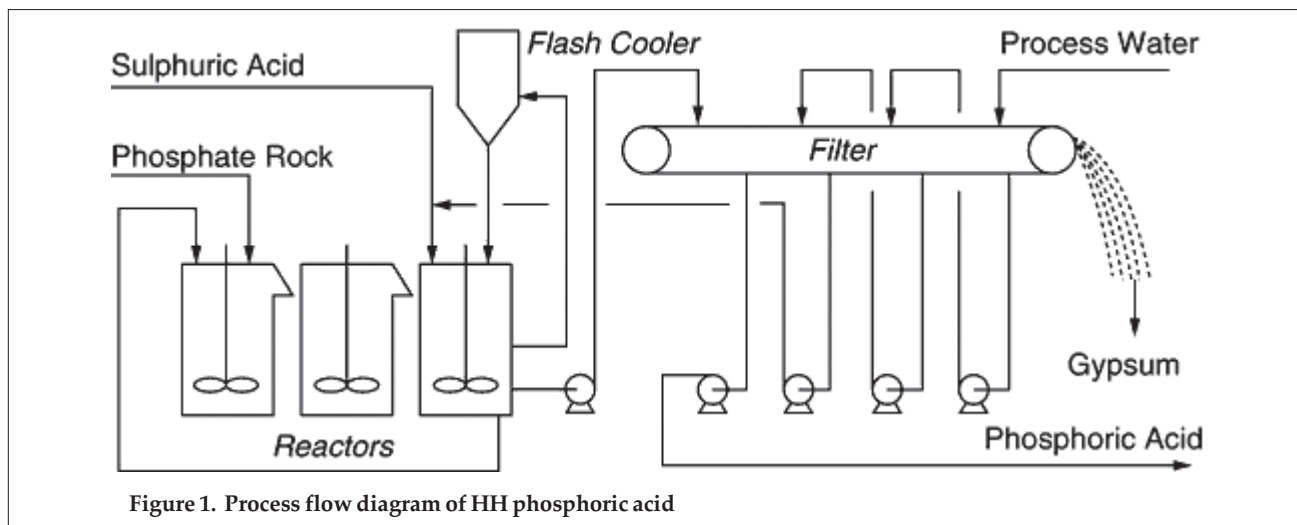 Flash Cooler
Process Water
Sulphuric Acid
Phosphate Rock
Filter
Gypsum
Reactors
Phosphoric Acid
Figure 1. Process flow diagram of HH phosphoric acid